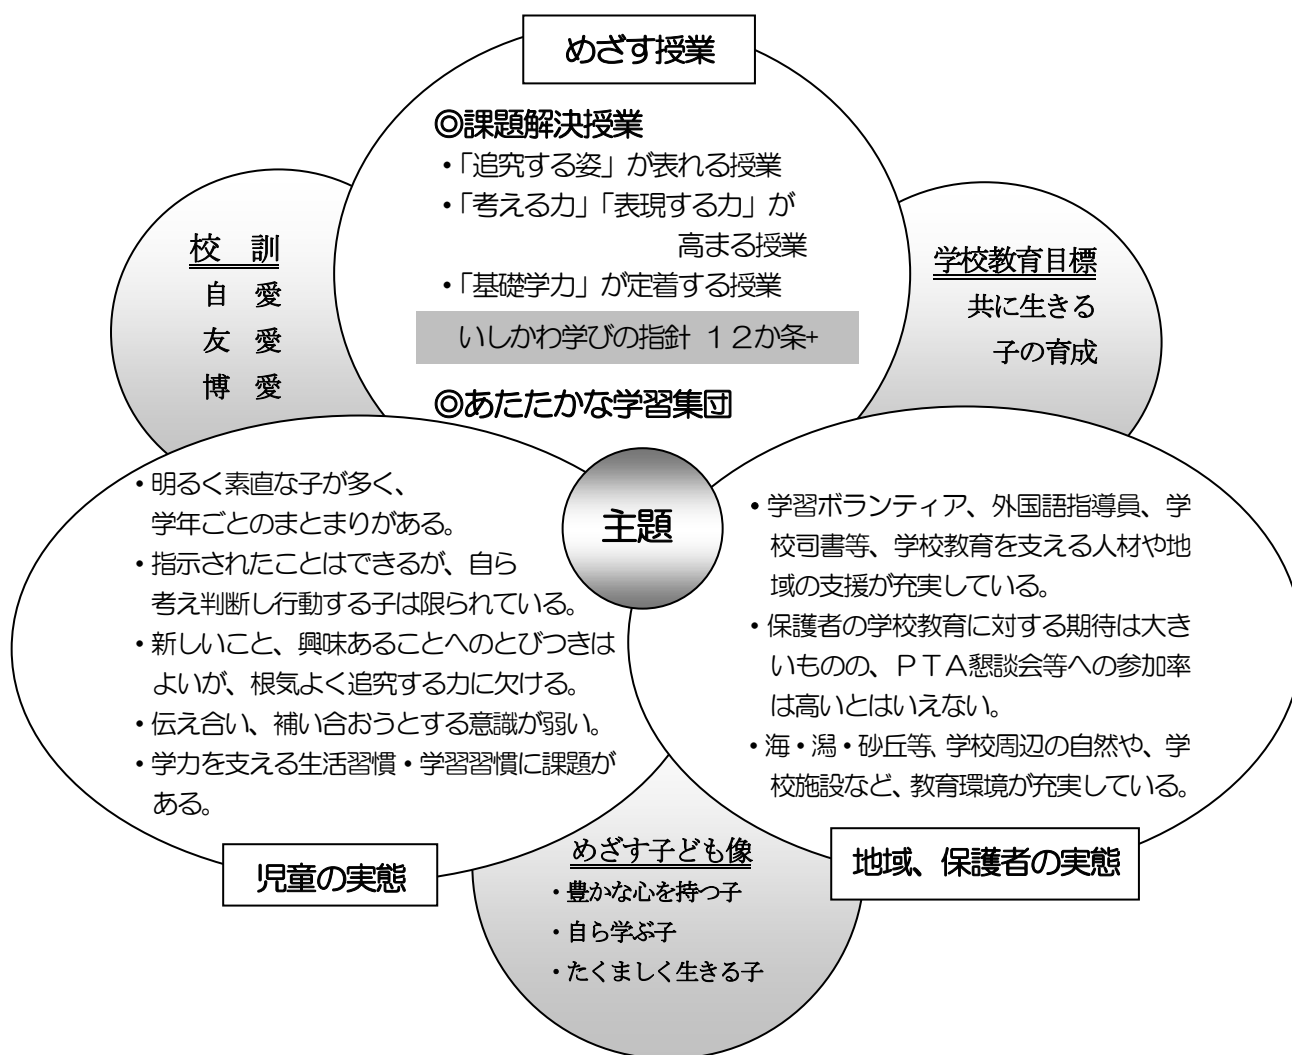 めざす授業
◎課題解決授業
・「追究する姿」が表れる授業
・「考える力」「表現する力」が
高まる授業
・「基礎学力」が定着する授業
いしかわ学びの指針 １２か条+
◎あたたかな学習集団
校　訓
自　愛
友　愛
博　愛
学校教育目標
共に生きる
子の育成
主題
・明るく素直な子が多く、
学年ごとのまとまりがある。
・指示されたことはできるが、自ら
考え判断し行動する子は限られている。
・新しいこと、興味あることへのとびつきは
よいが、根気よく追究する力に欠ける。
・伝え合い、補い合おうとする意識が弱い。
・学力を支える生活習慣・学習習慣に課題が
ある。
児童の実態
・学習ボランティア、外国語指導員、学
校司書等、学校教育を支える人材や地
域の支援が充実している。
・保護者の学校教育に対する期待は大き
いものの、ＰＴＡ懇談会等への参加率
は高いとはいえない。
・海・潟・砂丘等、学校周辺の自然や、学
校施設など、教育環境が充実している。
地域、保護者の実態
めざす子ども像
・豊かな心を持つ子
・自ら学ぶ子
・たくましく生きる子